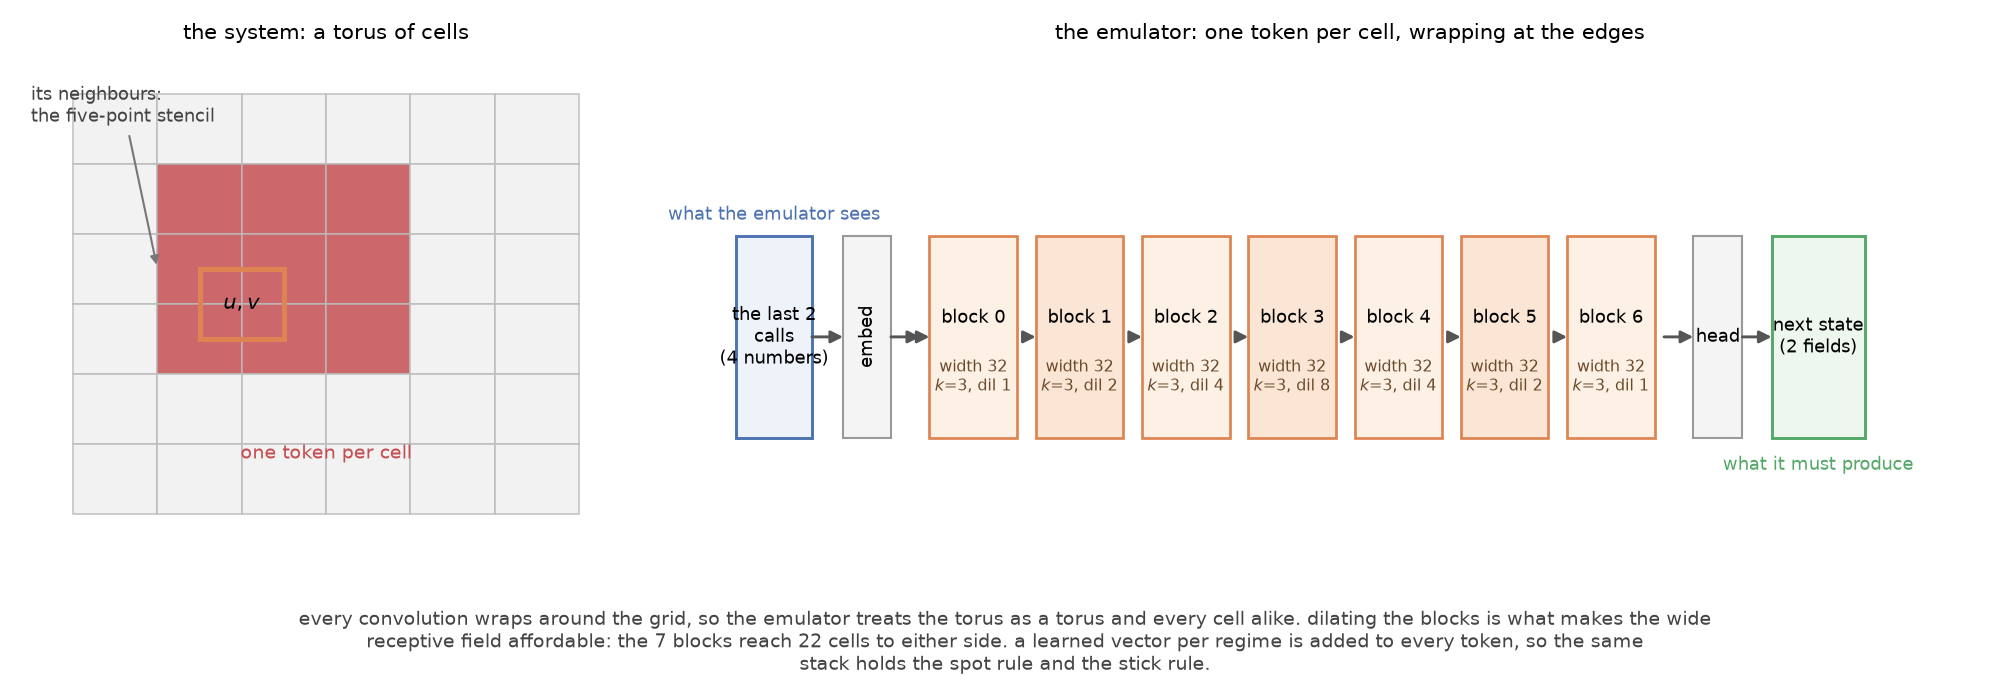 the system: a torus of cells
its neighbours:
the five-point stencil
u, v
one token per cell
the emulator: one token per cell, wrapping at the edges
what the emulator sees
the last 2
calls
(4 numbers)
embed
block 0
width 32
k=3, dil 1
block 1
width 32
k=3, dil 2
block 2
width 32
k=3, dil 4
block 3
width 32
k=3, dil 8
block 4
width 32
k=3, dil 4
block 5
width 32
k=3, dil 2
block 6
width 32
k=3, dil 1
head
next state
(2 fields)
what it must produce
every convolution wraps around the grid, so the emulator treats the torus as a torus and every cell alike. dilating the blocks is what makes the wide
receptive field affordable: the 7 blocks reach 22 cells to either side. a learned vector per regime is added to every token, so the same
stack holds the spot rule and the stick rule.